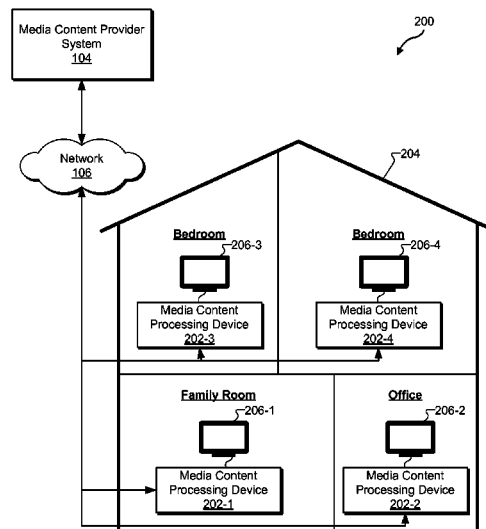 Media Content Provider
System
104
200
Network
106
204
Bedroom
206-3
Media Content
Processing Device
202-3
Bedroom
206-4
Media Content
Processing Device
202-4
Family Room
206-1
Media Content
Processing Device
202-1
Office
206-2
Media Content
Processing Device
202-2